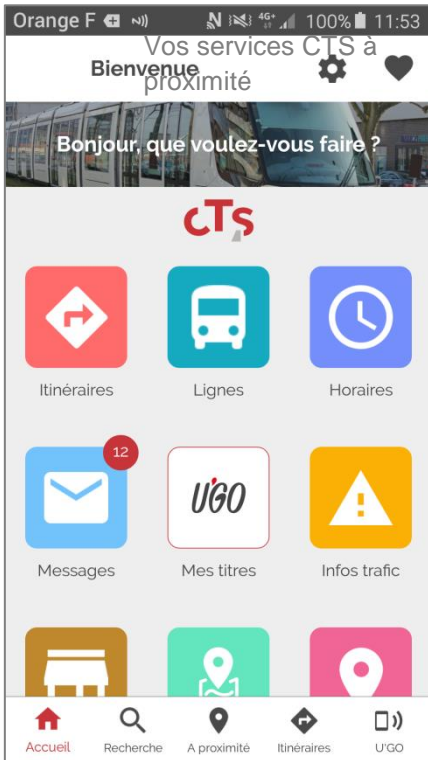 Orange F 4G+ 100% 11:53
Vos services CTS à
proximité
Bienvenue
Bonjour, que voulez-vous faire ?
CTS
Itinéraires Lignes Horaires
12
U'GO
Messages Mes titres Infos trafic
Accueil Recherche A proximité Itinéraires U'GO